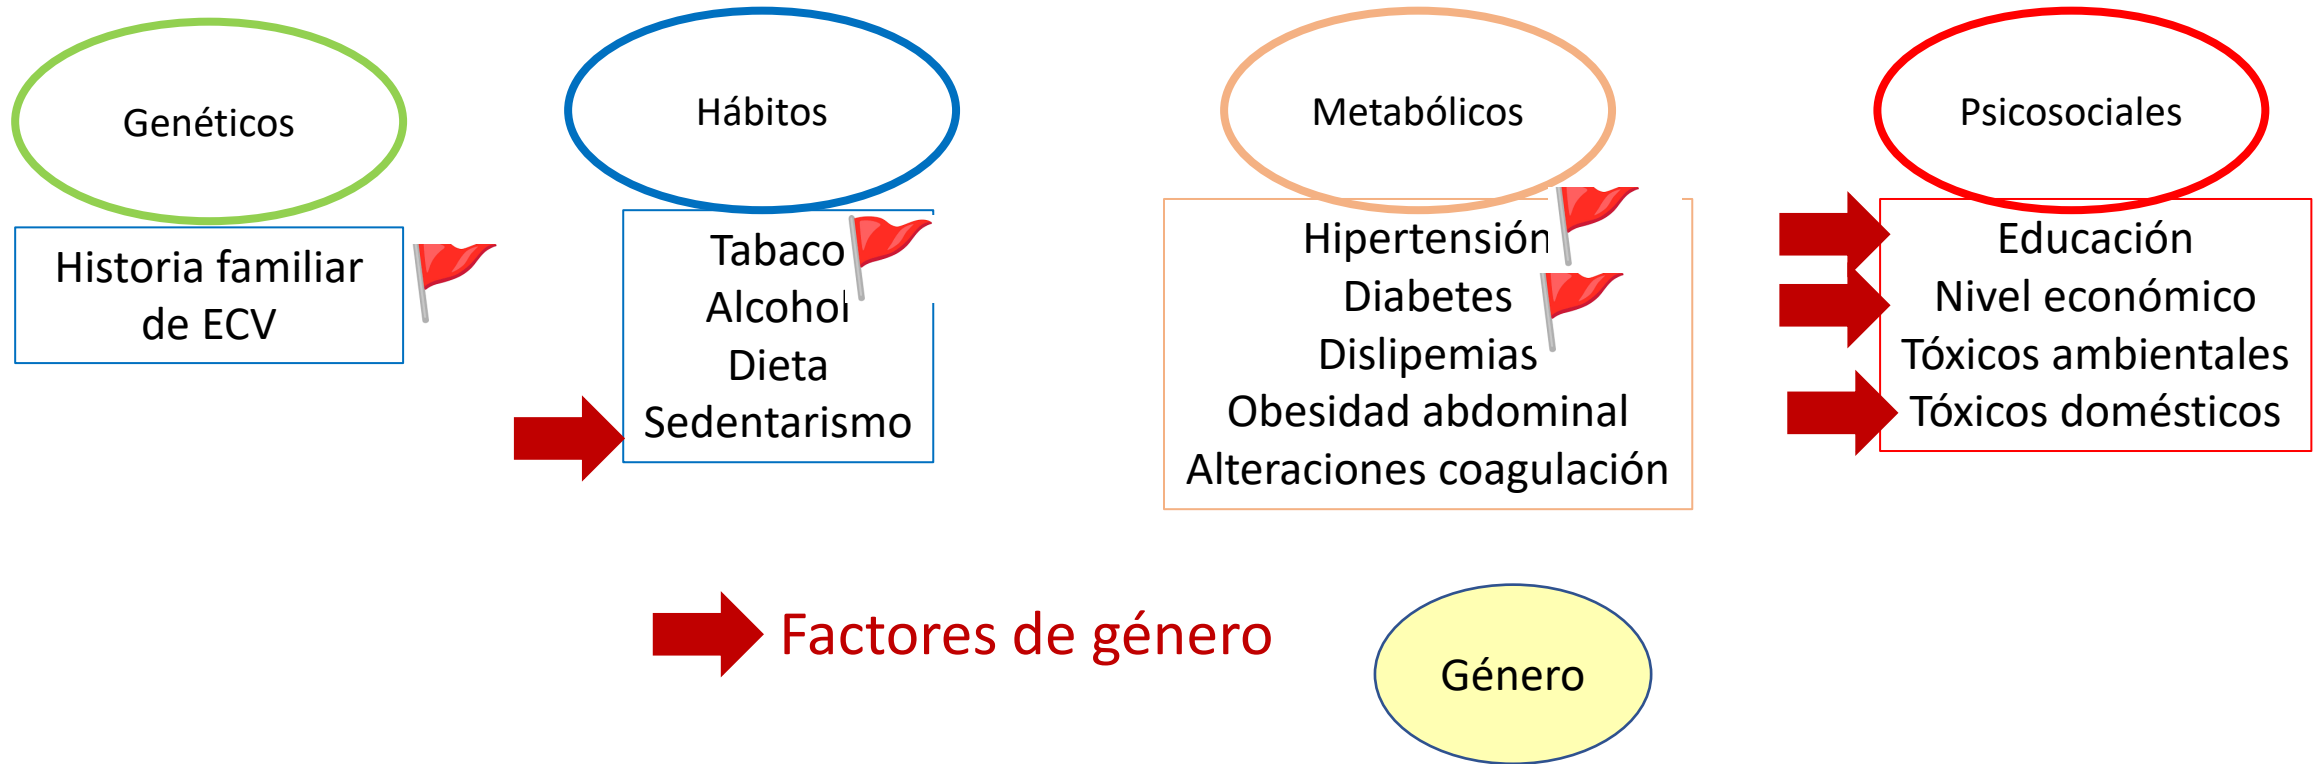 Genéticos
Historia familiar
de ECV
Hábitos
Tabaco
Alcohol
Dieta
Sedentarismo
Metabólicos
Hipertensión
Diabetes
Dislipemias
Obesidad abdominal
Alteraciones coagulación
Psicosociales
Educación
Nivel económico
Tóxicos ambientales
Tóxicos domésticos
Factores de género
Género